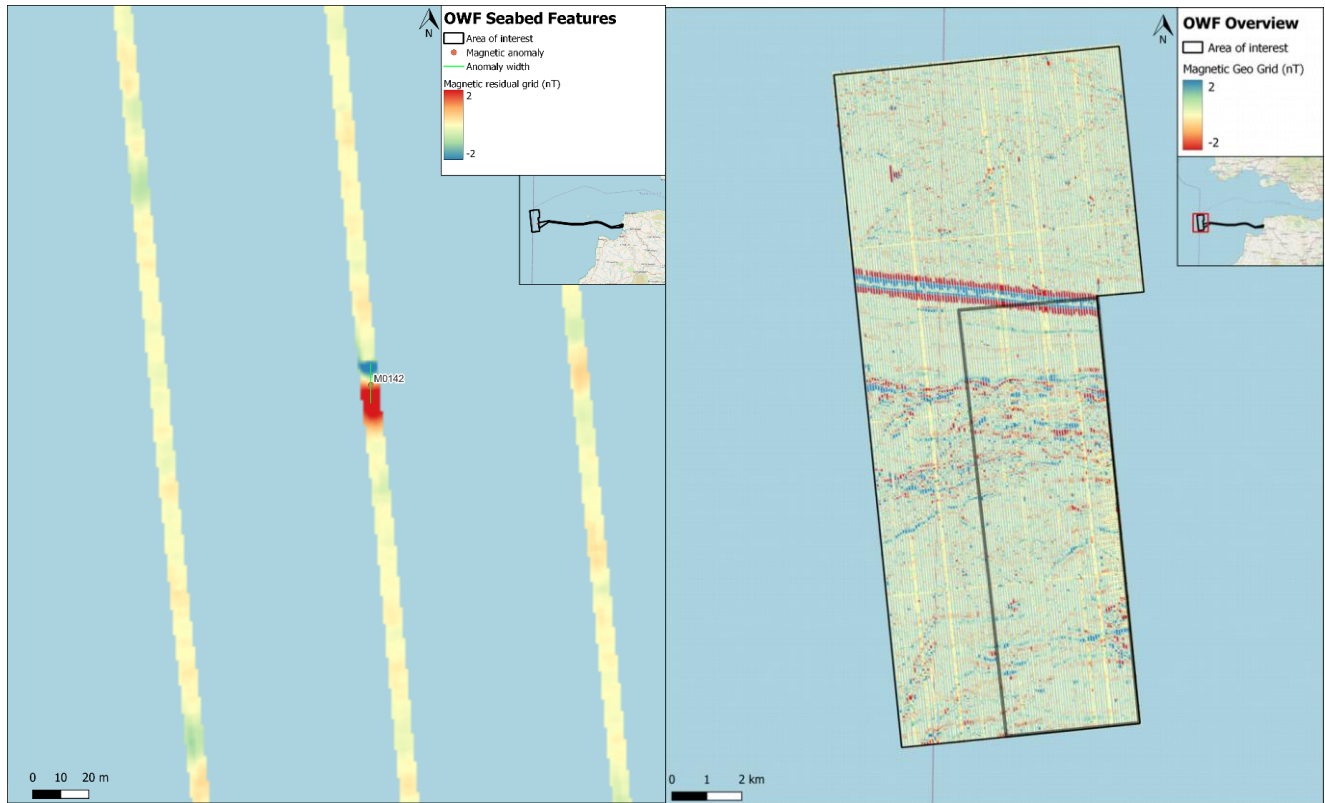 N
OWF Seabed Features
Area of interest
Magnetic anomaly
Anomaly width
Magnetic residual grid (nT)
2
-2
M0142
0 10 20 m
N
OWF Overview
Area of interest
Magnetic Geo Grid (nT)
2
-2
0 1 2 km